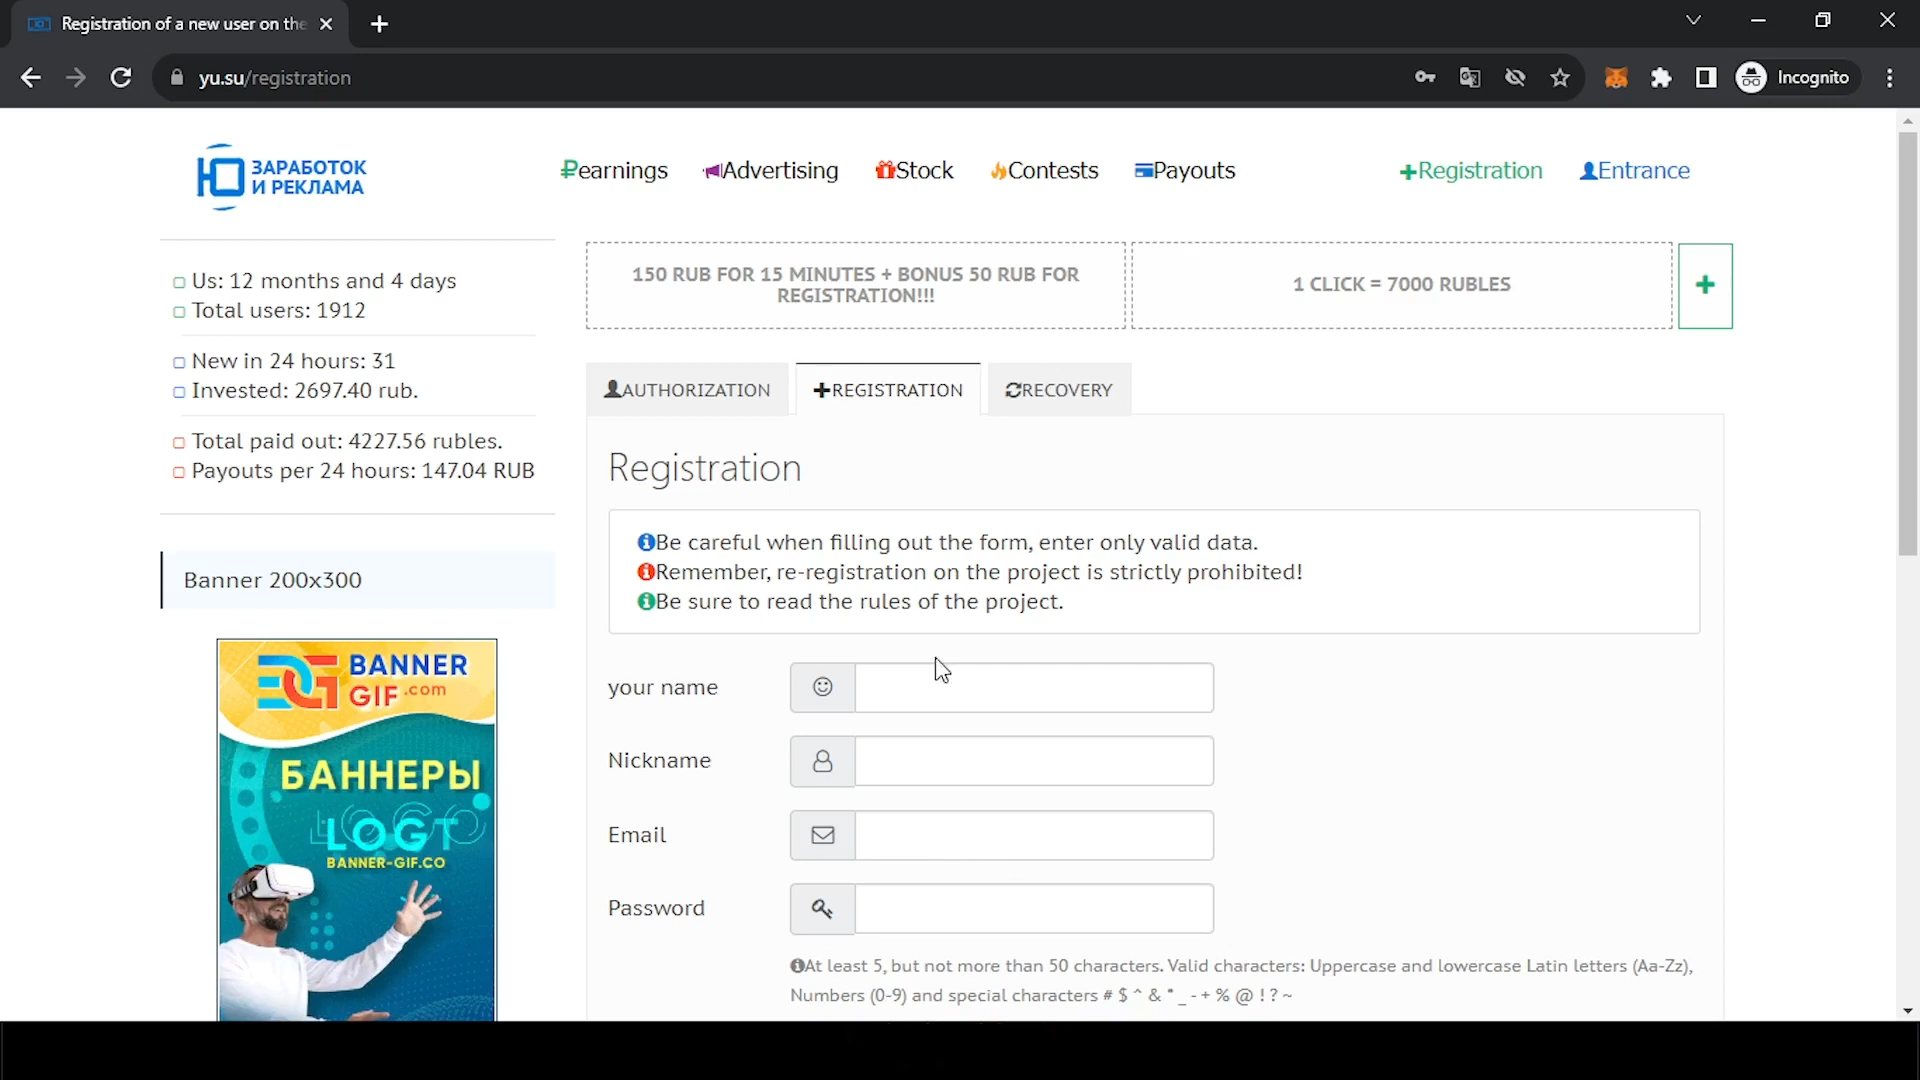 Registration of a new user on the
yu.su/registration
Incognito
Ю ЗАРАБОТОК
И РЕКЛАМА
₽earnings
Advertising
Stock
Contests
Payouts
+Registration
Entrance
Us: 12 months and 4 days
Total users: 1912
New in 24 hours: 31
Invested: 2697.40 rub.
Total paid out: 4227.56 rubles.
Payouts per 24 hours: 147.04 RUB
Banner 200x300
BANNER
GIF.com
БАННЕРЫ
LOGT
BANNER-GIF.CO
150 RUB FOR 15 MINUTES + BONUS 50 RUB FOR
REGISTRATION!!!
1 CLICK = 7000 RUBLES
+
AUTHORIZATION
+REGISTRATION
RECOVERY
Registration
Be careful when filling out the form, enter only valid data.
Remember, re-registration on the project is strictly prohibited!
Be sure to read the rules of the project.
your name
Nickname
Email
Password
At least 5, but not more than 50 characters. Valid characters: Uppercase and lowercase Latin letters (Aa-Zz),
Numbers (0-9) and special characters # $ ^ & * _ - + % @ ! ? ~